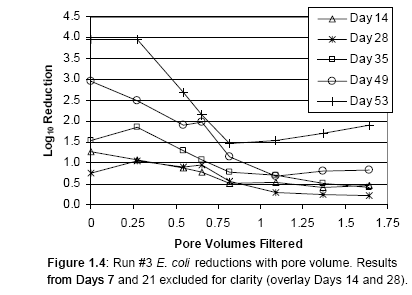 4.5
4.0
3.5
3.0
2.5
2.0
1.5
1.0
0.5
0.0
Log10 Reduction
0 0.25 0.5 0.75 1 1.25 1.5 1.75
Pore Volumes Filtered
Day 14
Day 28
Day 35
Day 49
Day 53
Figure 1.4: Run #3 E. coli reductions with pore volume. Results
from Days 7 and 21 excluded for clarity (overlay Days 14 and 28).